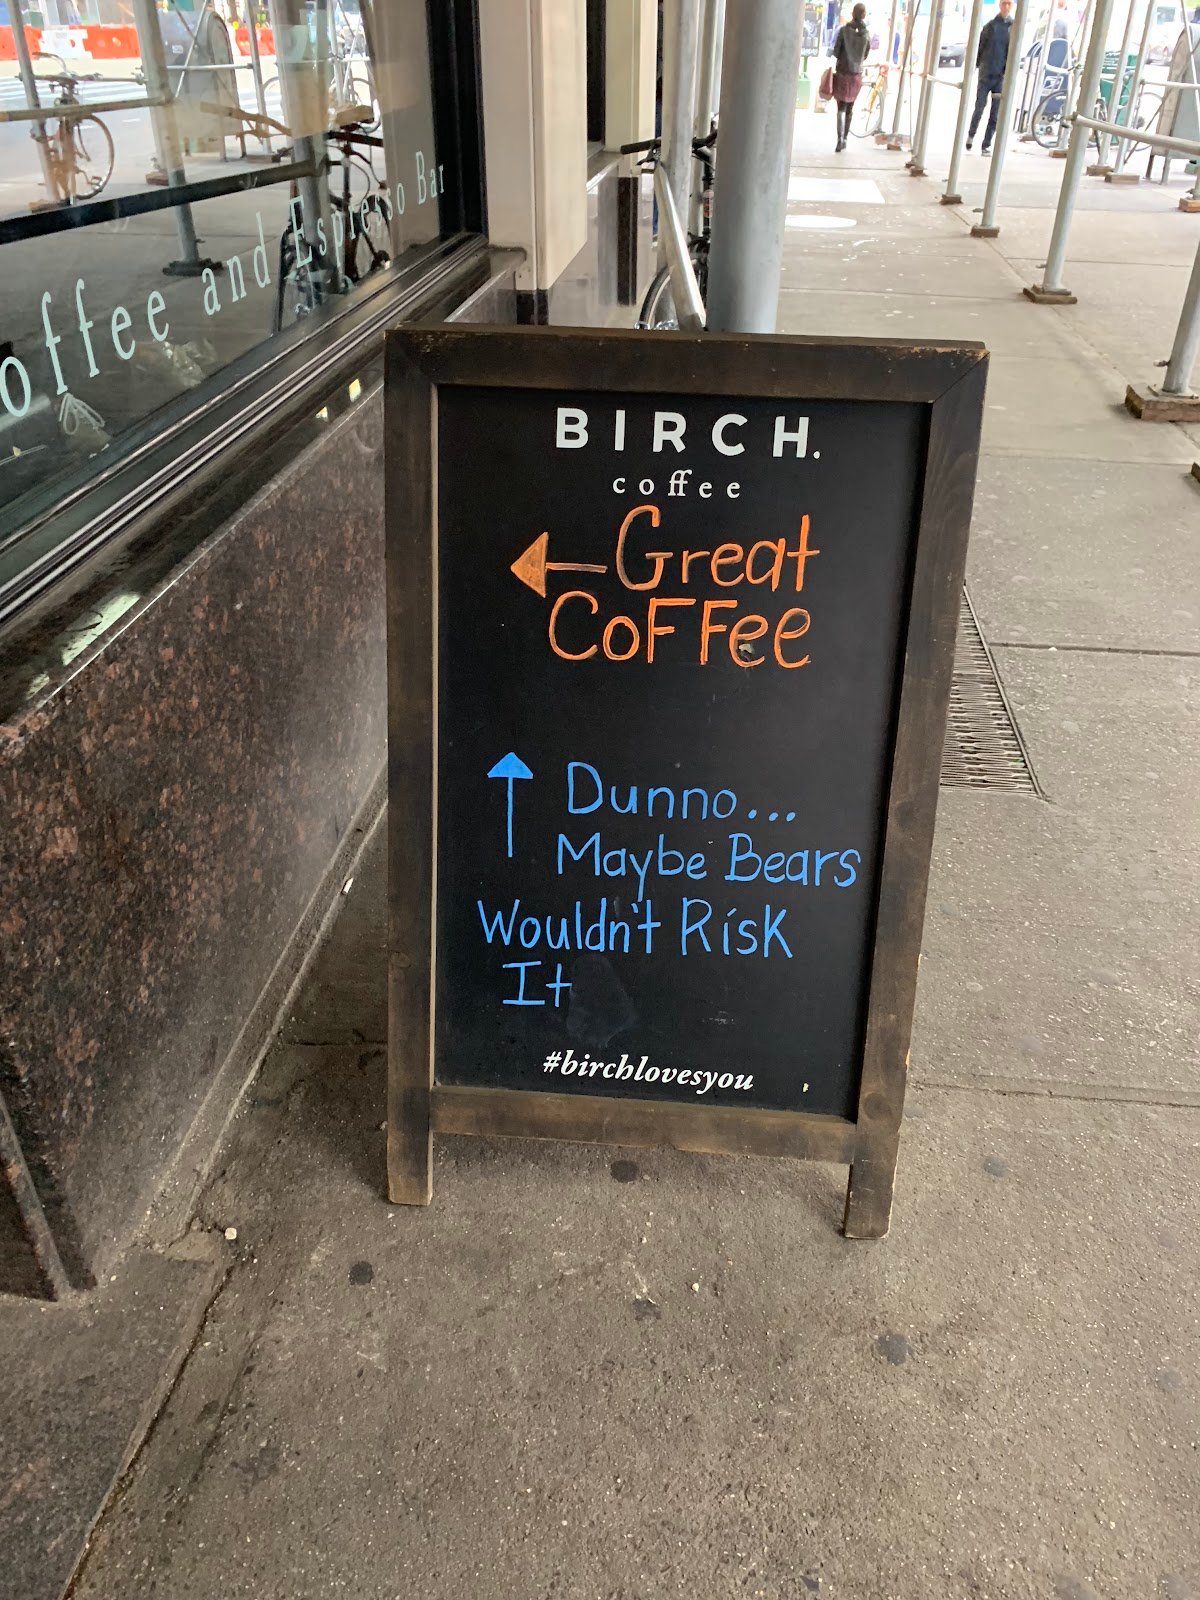 offee and Espresso Bar
BIRCH.
coffee
Great
CoFFee
Dunno...
Maybe Bears
Wouldn't Risk
It
#birchlovesyou